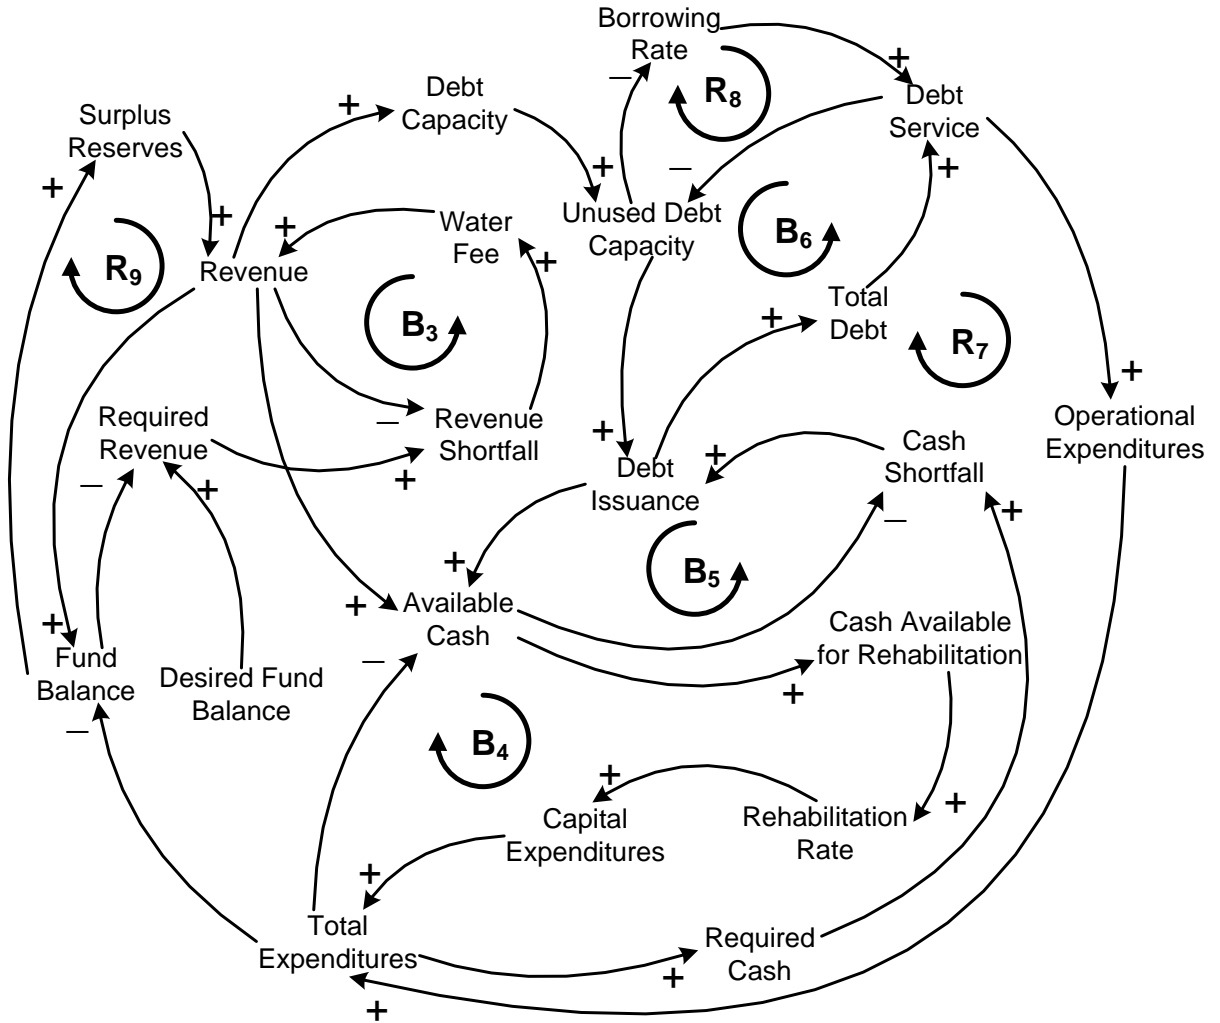 Borrowing
Rate
R8
+
−
Debt
Service
Debt
Capacity
+
+
Surplus
Reserves
+
+
−
+
Unused Debt
Capacity
B6
Water
Fee
+
+
+
R9
Revenue
Total
Debt
+
B3
R7
+
Operational
Expenditures
Required
Revenue
−
Revenue
Shortfall
+
+
Cash
Shortfall
+
Debt
Issuance
−
+
−
+
B5
+
Available
Cash
+
−
Cash Available
for Rehabilitation
+
+
Fund
Balance
Desired Fund
Balance
−
B4
+
Capital
Expenditures
Rehabilitation
Rate
+
+
Total
Expenditures
Required
Cash
+
+